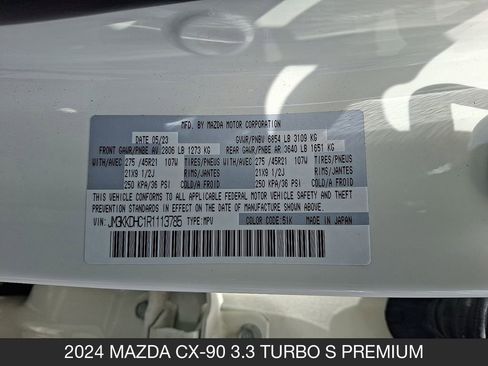 MFD. BY MAZDA MOTOR CORPORATION
DATE 05/23 GVWR/PNBV 6854 LB 3109 KG
FRONT GAWR/PNBE AV 2806 LB 1273 KG REAR GAWR/PNBE AR 3640 LB 1651 KG
WITH/AVEC 275 /45R21 107W TIRES/PNEUS WITH/AVEC 275 /45R21 107W TIRES/PNEUS
21X9 1/2J RIMS/JANTES 21X9 1/2J RIMS/JANTES
250 KPA/36 PSI COLD/A FROID 250 KPA/36 PSI COLD/A FROID
THIS VEHICLE CONFORMS TO ALL APPLICABLE FEDERAL MOTOR VEHICLE SAFETY AND THEFT
PREVENTION STANDARDS IN EFFECT ON THE DATE OF MANUFACTURE SHOWN ABOVE.
VIN: JM3KKDHC1R1113785 TYPE: MPV COLOR CODE: 51K MADE IN JAPAN
2024 MAZDA CX-90 3.3 TURBO S PREMIUM